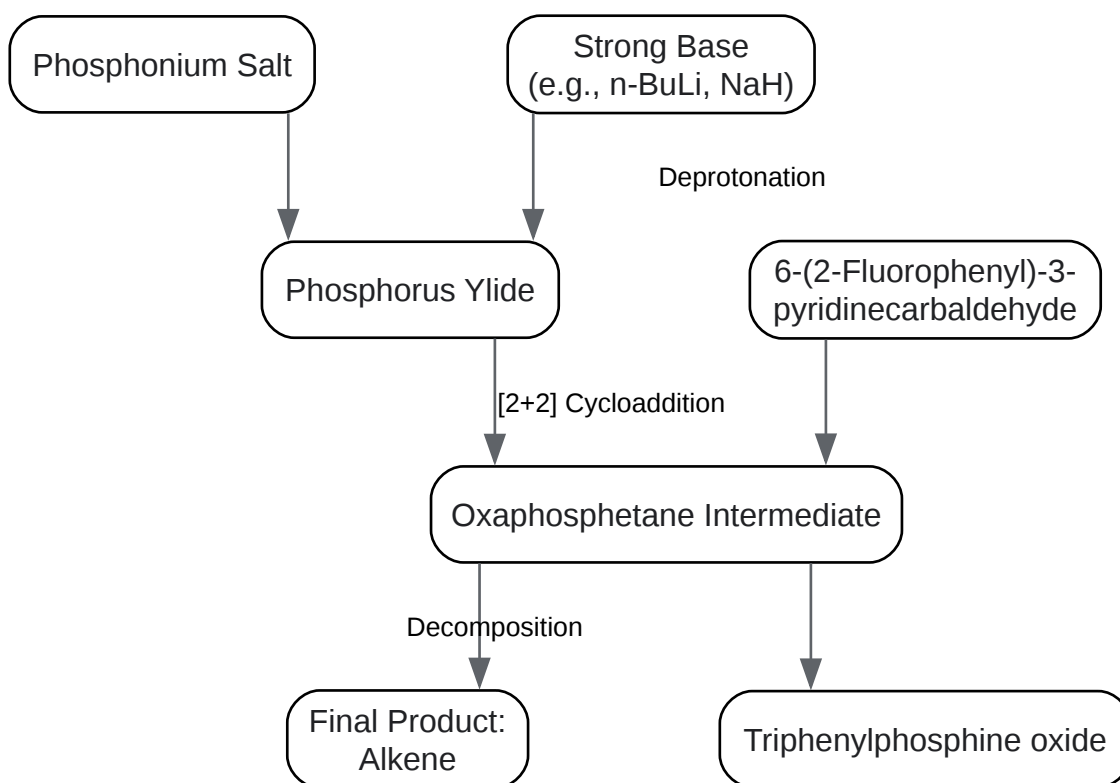 Phosphonium Salt
Strong Base
(e.g., n-BuLi, NaH)
Deprotonation
Phosphorus Ylide
6-(2-Fluorophenyl)-3-
pyridinecarbaldehyde
[2+2] Cycloaddition
Oxaphosphetane Intermediate
Decomposition
Final Product:
Alkene
Triphenylphosphine oxide